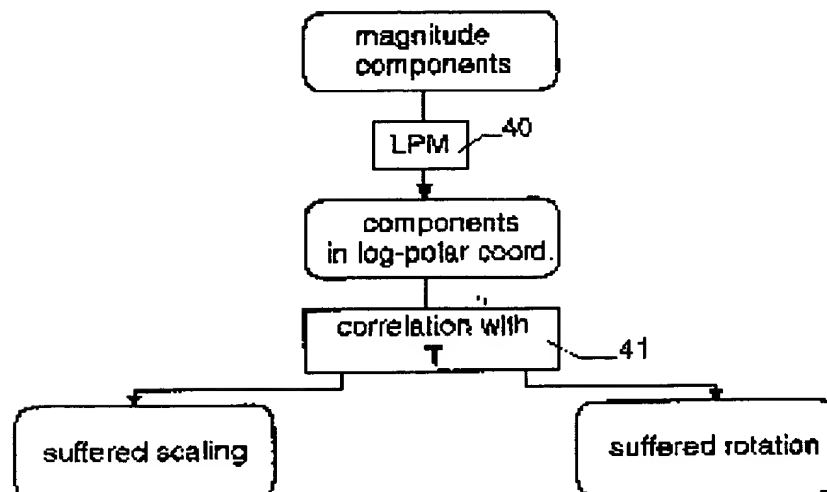 magnitude
components
LPM
40
components
in log-polar coord.
correlation with
T
41
suffered scaling
suffered rotation